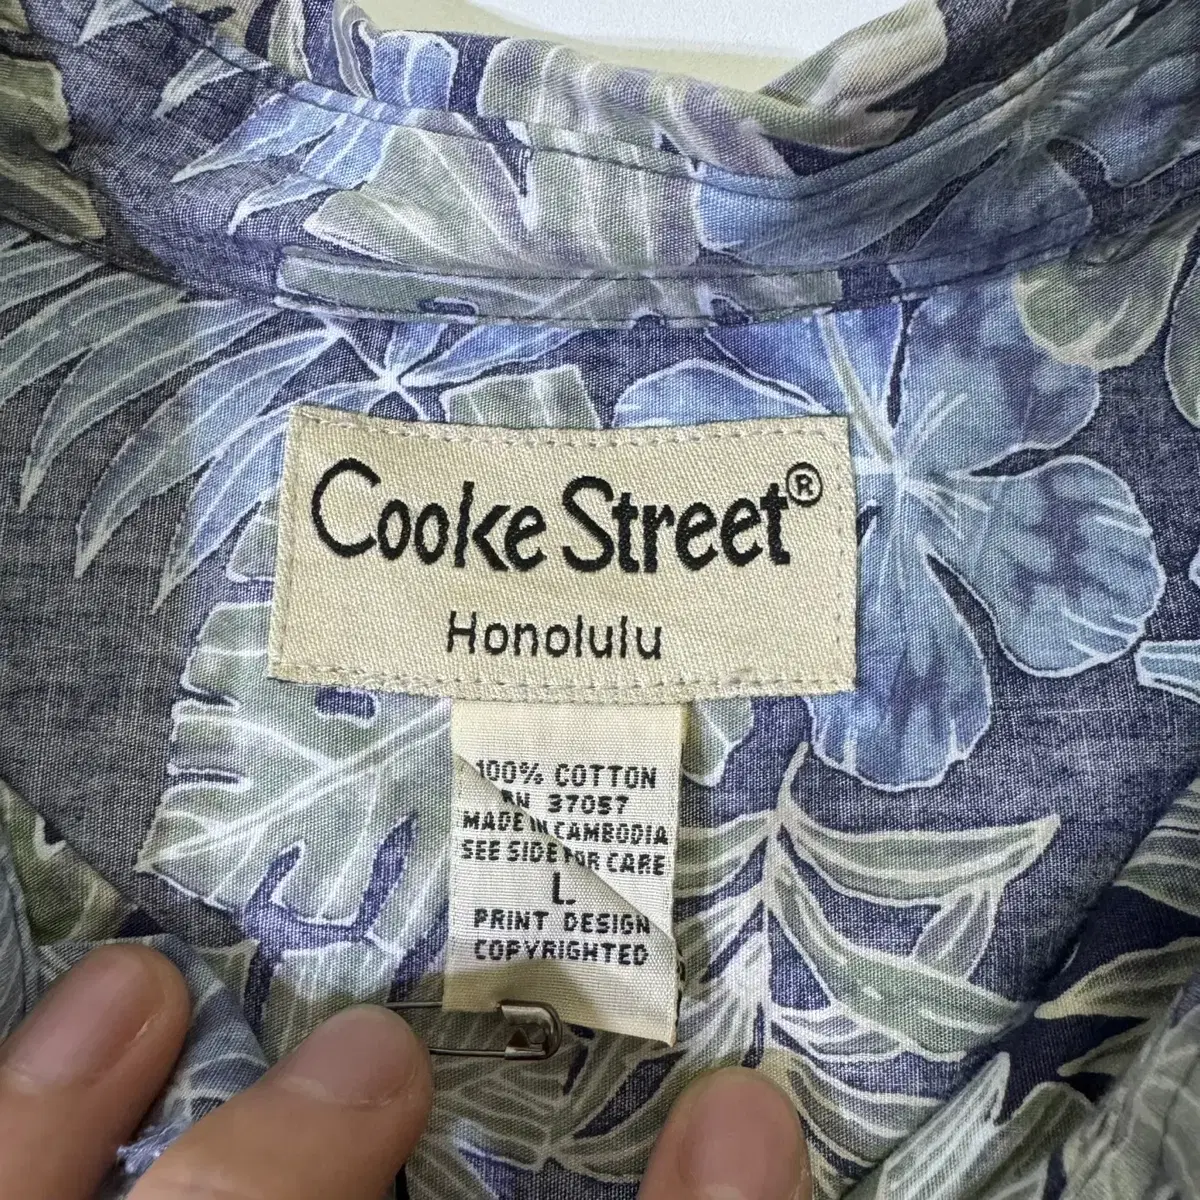 Cooke Street®
Honolulu
100% COTTON
RN 37057
MADE IN CAMBODIA
SEE SIDE FOR CARE
L
PRINT DESIGN
COPYRIGHTED